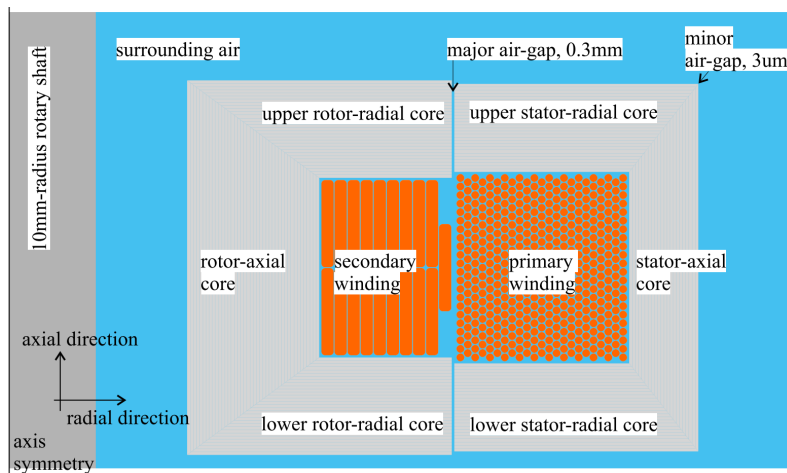 surrounding air
major air-gap, 0.3mm
minor
air-gap, 3um
10mm-radius rotary shaft
upper rotor-radial core
upper stator-radial core
rotor-axial
core
secondary
winding
primary
winding
stator-axial
core
axial direction
radial direction
lower rotor-radial core
lower stator-radial core
axis
symmetry